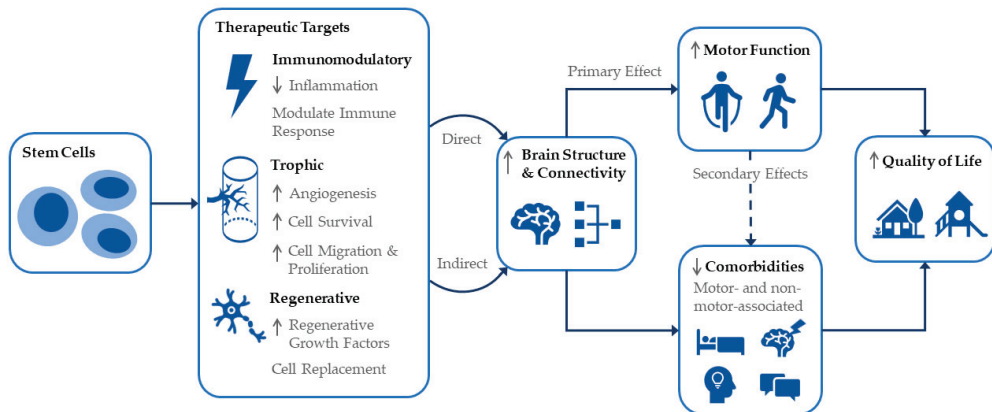 Stem Cells
Therapeutic Targets
Immunomodulatory
↓ Inflammation
Modulate Immune
Response
Trophic
↑ Angiogenesis
↑ Cell Survival
↑ Cell Migration &
Proliferation
Regenerative
↑ Regenerative
Growth Factors
Cell Replacement
Direct
Indirect
↑ Brain Structure
& Connectivity
Primary Effect
↑ Motor Function
Secondary Effects
↓ Comorbidities
Motor- and non-
motor-associated
↑ Quality of Life